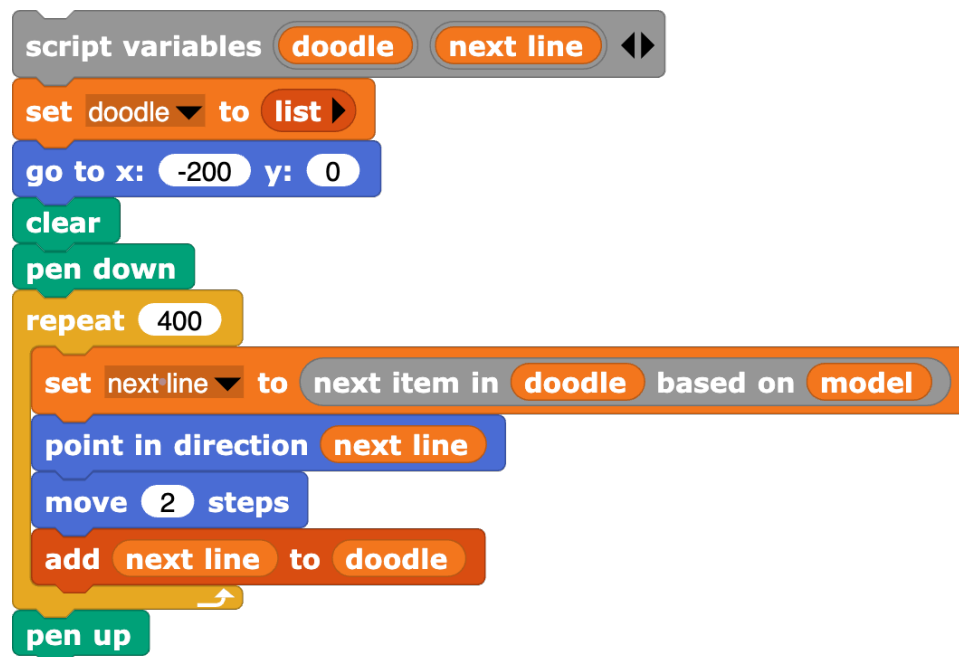 script variables doodle next line
set doodle to list
go to x: -200 y: 0
clear
pen down
repeat 400
set next line to next item in doodle based on model
point in direction next line
move 2 steps
add next line to doodle
pen up